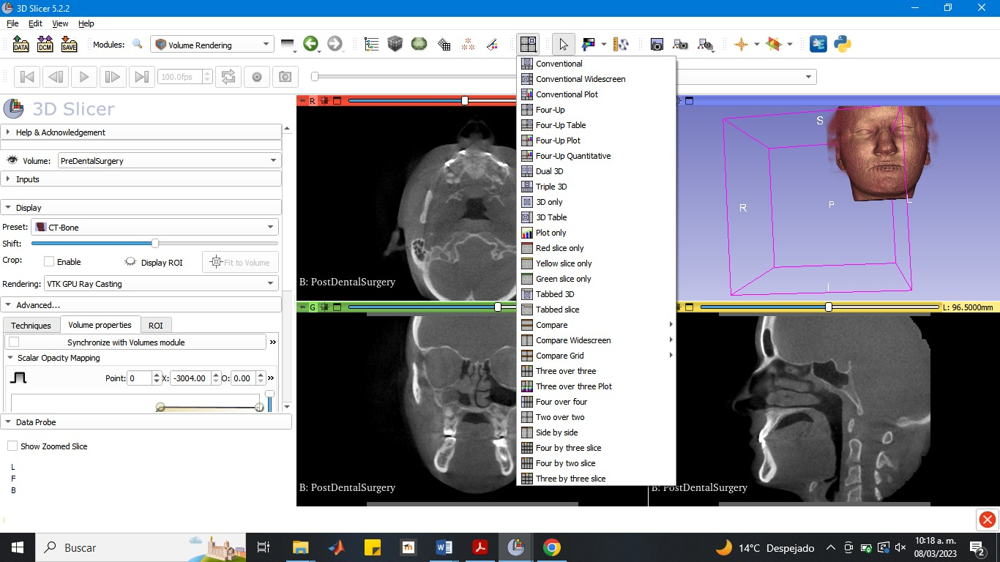 3D Slicer 5.2.2
File Edit View Help
DATA DCM SAVE Modules: Volume Rendering
100.0fps
3D Slicer
Help & Acknowledgement
Volume: PreDentalSurgery
Inputs
Display
Preset: CT-Bone
Shift:
Crop: Enable Display ROI Fit to Volume
Rendering: VTK GPU Ray Casting
Advanced...
Techniques Volume properties ROI
Synchronize with Volumes module »
Scalar Opacity Mapping
Point: 0 X: -3004.00 O: 0.00 »
Data Probe
Show Zoomed Slice
L
F
B
R
B: PostDentalSurgery
G
B: PostDentalSurgery
Conventional
Conventional Widescreen
Conventional Plot
Four-Up
Four-Up Table
Four-Up Plot
Four-Up Quantitative
Dual 3D
Triple 3D
3D only
3D Table
Plot only
Red slice only
Yellow slice only
Green slice only
Tabbed 3D
Tabbed slice
Compare
Compare Widescreen
Compare Grid
Three over three
Three over three Plot
Four over four
Two over two
Side by side
Four by three slice
Four by two slice
Three by three slice
S
R P L
I
L: 96.5000mm
B: PostDentalSurgery
Buscar
14°C Despejado
10:18 a. m.
08/03/2023
2